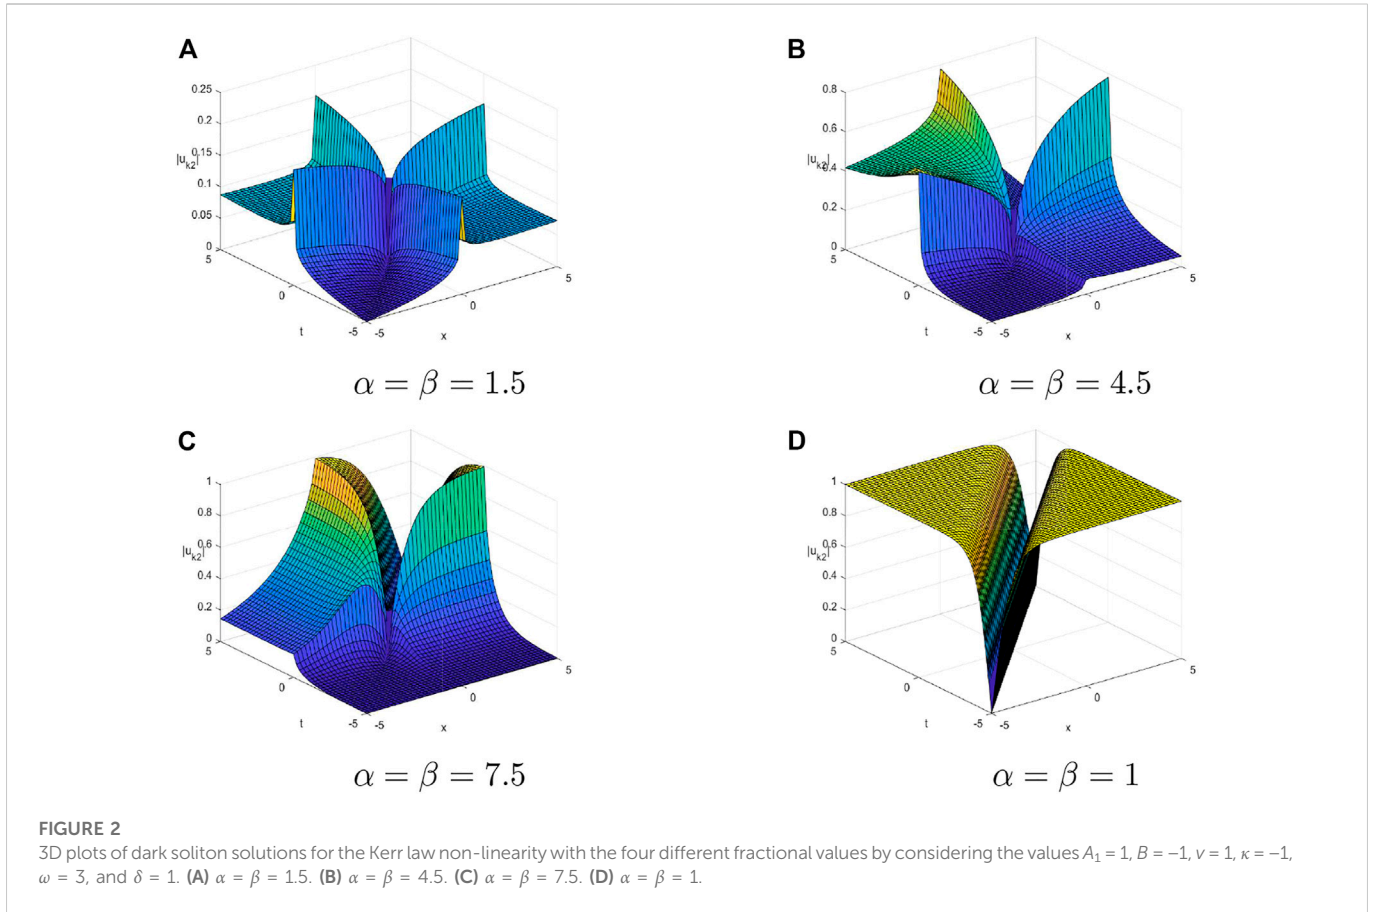 A
0.25
0.2
0.15
|u_k2|
0.1
0.05
0
5
0
-5
t
-5
0
5
x
α = β = 1.5
B
0.8
0.6
|u_k2|
0.4
0.2
0
5
0
-5
t
-5
0
5
x
α = β = 4.5
C
1
0.8
0.6
|u_k2|
0.4
0.2
0
5
0
-5
t
-5
0
5
x
α = β = 7.5
D
1
0.8
0.6
|u_k2|
0.4
0.2
0
5
0
-5
t
-5
0
5
x
α = β = 1
FIGURE 2
3D plots of dark soliton solutions for the Kerr law non-linearity with the four different fractional values by considering the values A₁ = 1, B = –1, v = 1, κ = –1,
ω = 3, and δ = 1. (A) α = β = 1.5. (B) α = β = 4.5. (C) α = β = 7.5. (D) α = β = 1.